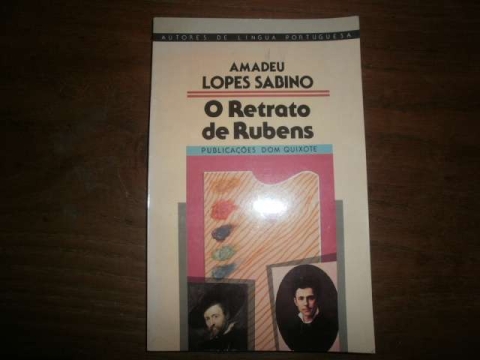 AUTORES DE LÍNGUA PORTUGUESA
AMADEU
LOPES SABINO
O Retrato
de Rubens
PUBLICAÇÕES DOM QUIXOTE